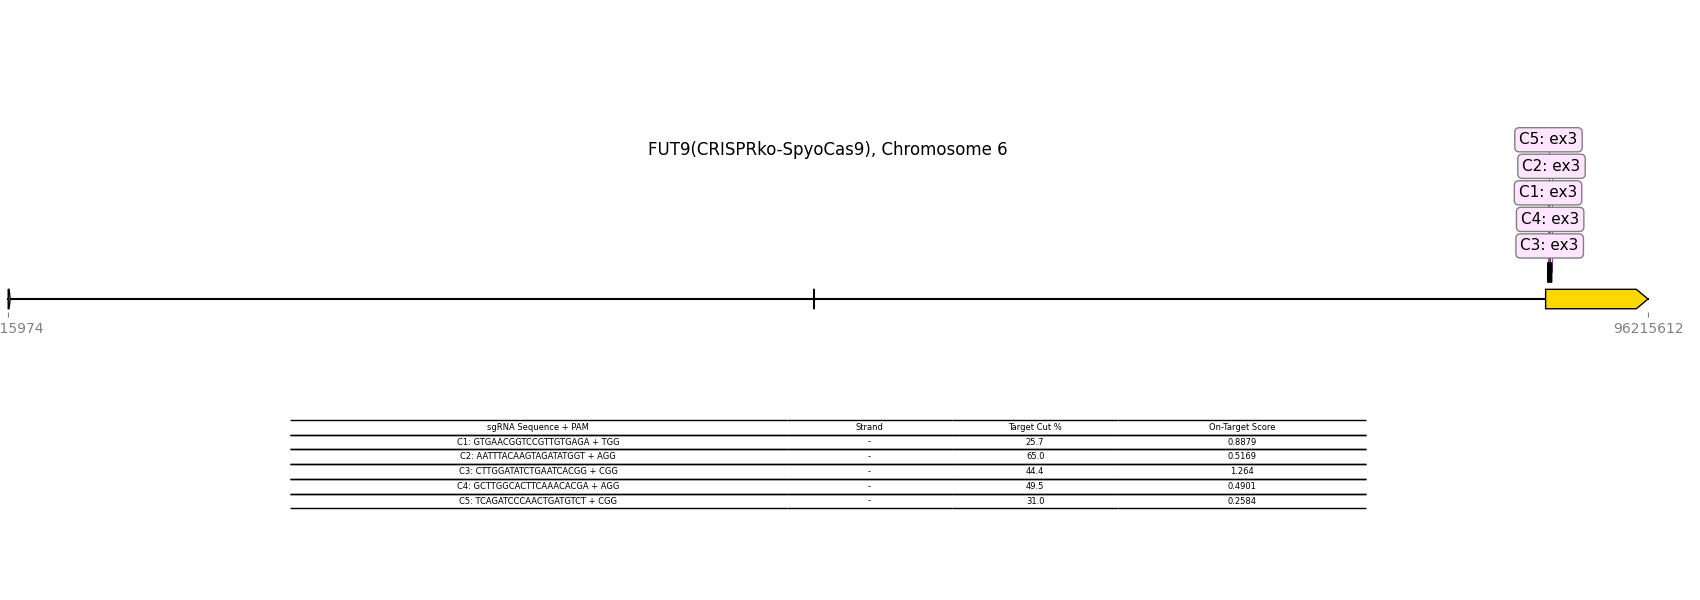 FUT9(CRISPRko-SpyoCas9), Chromosome 6
C5: ex3
C2: ex3
C1: ex3
C4: ex3
C3: ex3
15974
96215612
sgRNA Sequence + PAM Strand Target Cut % On-Target Score
C1: GTGAACGGTCCGTTGTGAGA + TGG - 25.7 0.8879
C2: AATTTACAAGTAGATATGGT + AGG - 65.0 0.5169
C3: CTTGGATATCTGAATCACGG + CGG - 44.4 1.264
C4: GCTTGGCACTTCAAACACGA + AGG - 49.5 0.4901
C5: TCAGATCCCAACTGATGTCT + CGG - 31.0 0.2584